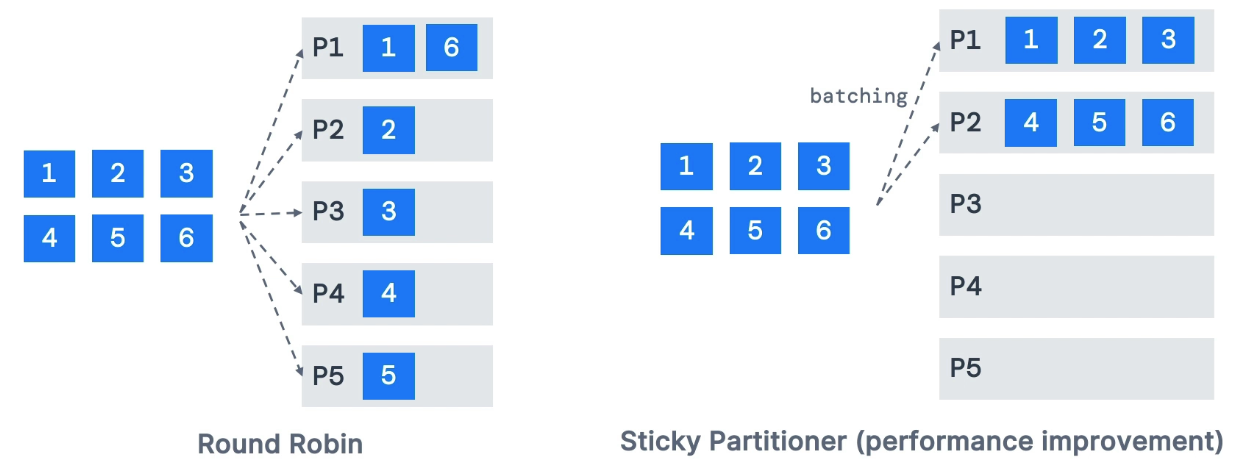 1 2 3
4 5 6
P1 1 6
P2 2
P3 3
P4 4
P5 5
Round Robin
1 2 3
4 5 6
batching
P1 1 2 3
P2 4 5 6
P3
P4
P5
Sticky Partitioner (performance improvement)